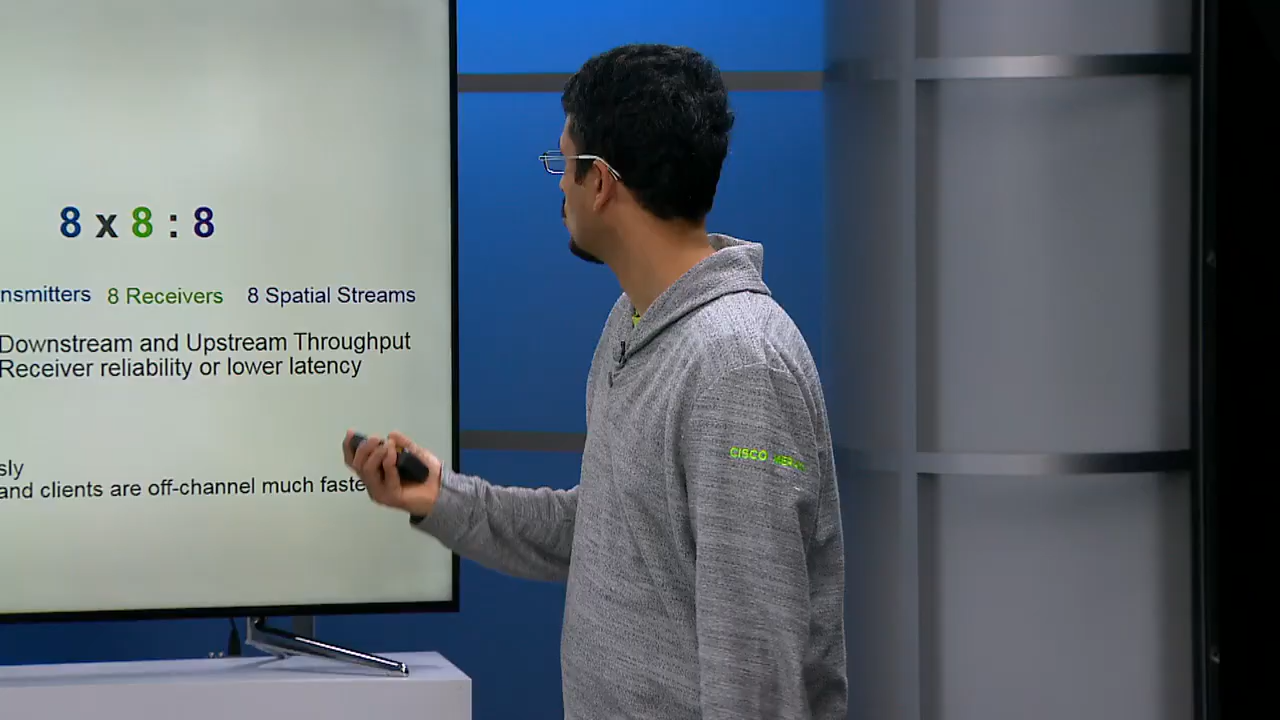 8 x 8 : 8
nsmitters 8 Receivers 8 Spatial Streams
Downstream and Upstream Throughput
Receiver reliability or lower latency
sly
and clients are off-channel much faste
CISCO